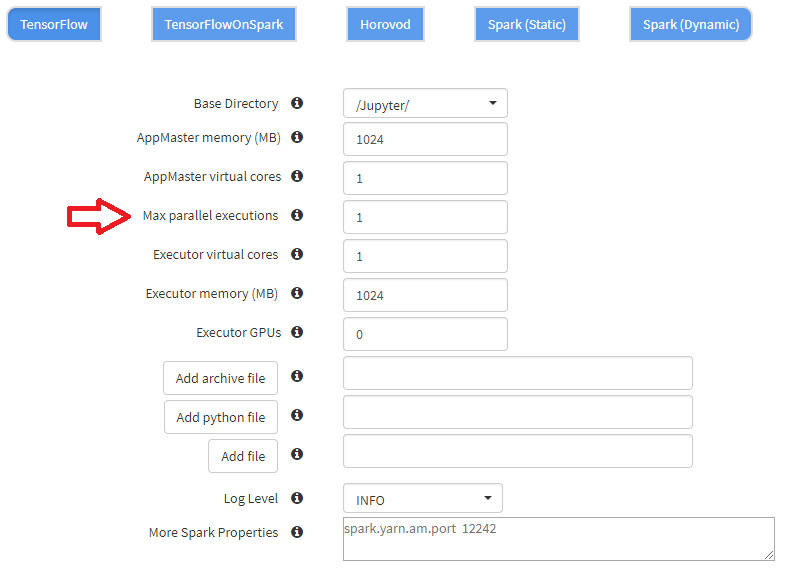 TensorFlow TensorFlowOnSpark Horovod Spark (Static) Spark (Dynamic)
Base Directory /Jupyter/
AppMaster memory (MB) 1024
AppMaster virtual cores 1
Max parallel executions 1
Executor virtual cores 1
Executor memory (MB) 1024
Executor GPUs 0
Add archive file
Add python file
Add file
Log Level INFO
More Spark Properties spark.yarn.am.port 12242